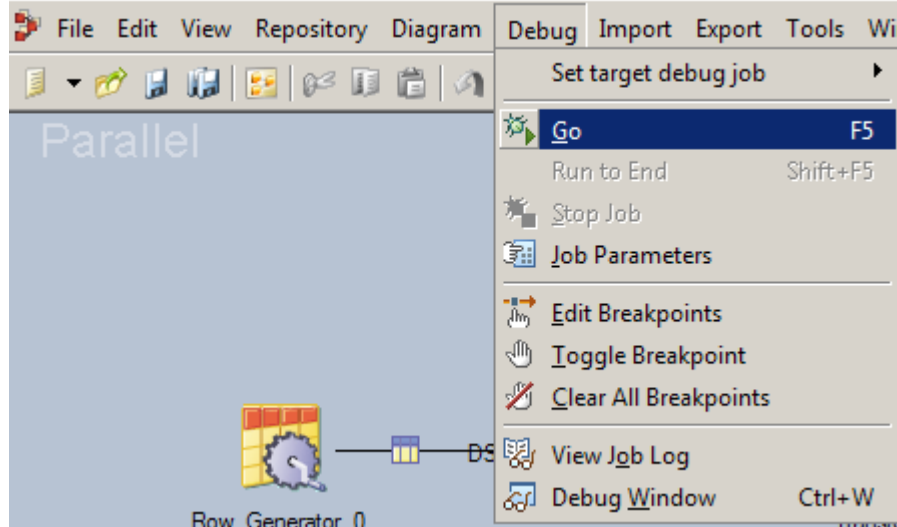 File Edit View Repository Diagram Debug Import Export Tools
Set target debug job
Parallel
Go F5
Run to End Shift+F5
Stop Job
Job Parameters
Edit Breakpoints
Toggle Breakpoint
Clear All Breakpoints
DS
View Job Log
Debug Window Ctrl+W
Row_Generator_0